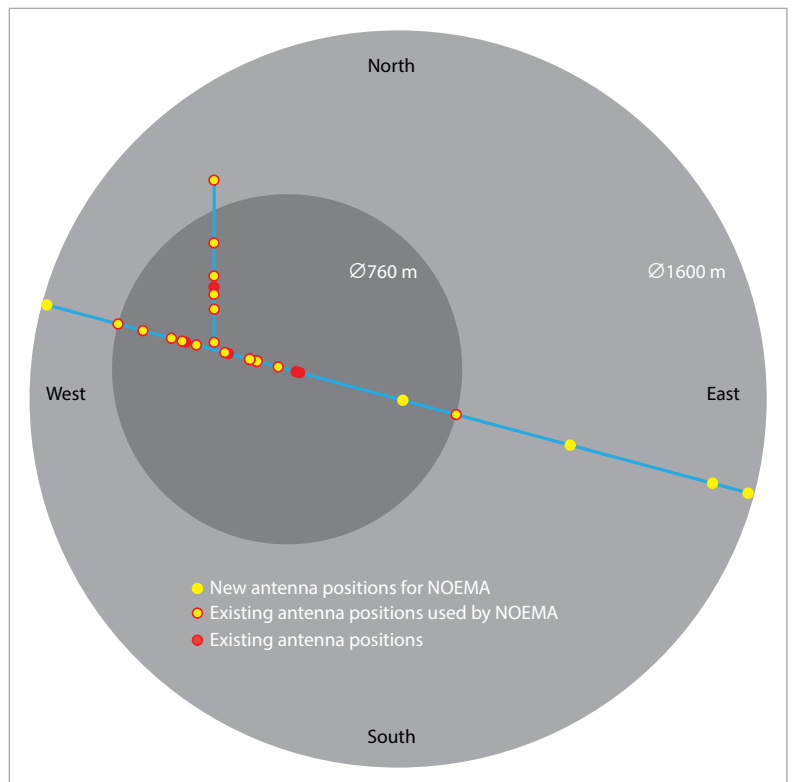 North
∅760 m
∅1600 m
West
East
New antenna positions for NOEMA
Existing antenna positions used by NOEMA
Existing antenna positions
South